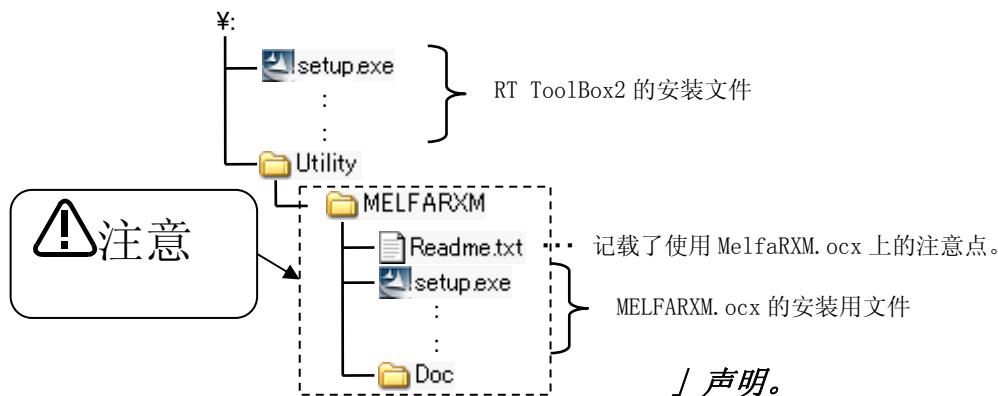 ¥:
setup.exe
:
:
RT ToolBox2 的安装文件
Utility
注意
MELFARXM
Readme.txt ··· 记载了使用 MelfaRXM.ocx 上的注意点。
setup.exe
:
:
MELFARXM.ocx 的安装用文件
Doc
」声明。